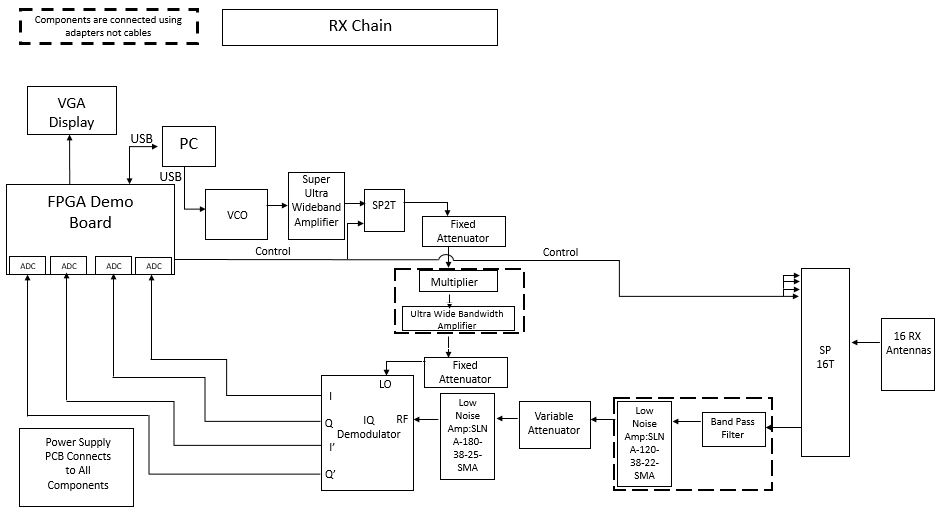 Components are connected using
adapters not cables
RX Chain
VGA
Display
USB
PC
USB
FPGA Demo
Board
ADC
ADC
ADC
ADC
VCO
Super
Ultra
Wideband
Amplifier
SP2T
Fixed
Attenuator
Control
Control
Multiplier
Ultra Wide Bandwidth
Amplifier
Fixed
Attenuator
SP
16T
16 RX
Antennas
LO
I
Q
I'
Q'
IQ
Demodulator
RF
Low
Noise
Amp:SLN
A-180-
38-25-
SMA
Variable
Attenuator
Low
Noise
Amp:SLN
A-120-
38-22-
SMA
Band Pass
Filter
Power Supply
PCB Connects
to All
Components